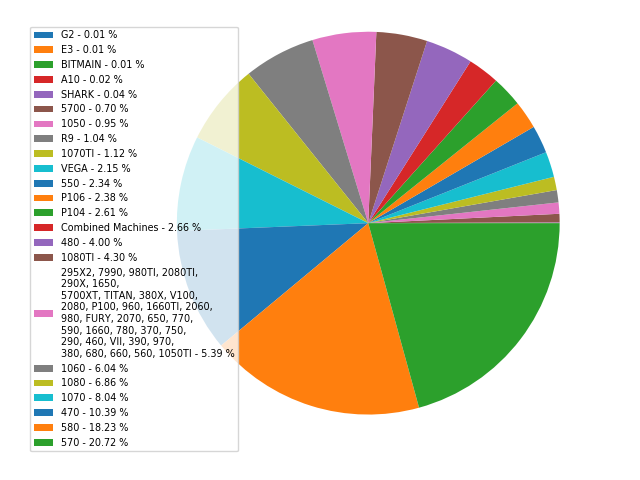 G2 - 0.01 %
E3 - 0.01 %
BITMAIN - 0.01 %
A10 - 0.02 %
SHARK - 0.04 %
5700 - 0.70 %
1050 - 0.95 %
R9 - 1.04 %
1070TI - 1.12 %
VEGA - 2.15 %
550 - 2.34 %
P106 - 2.38 %
P104 - 2.61 %
Combined Machines - 2.66 %
480 - 4.00 %
1080TI - 4.30 %
295X2, 7990, 980TI, 2080TI,
290X, 1650,
5700XT, TITAN, 380X, V100,
2080, P100, 960, 1660TI, 2060,
980, FURY, 2070, 650, 770,
590, 1660, 780, 370, 750,
290, 460, VII, 390, 970,
380, 680, 660, 560, 1050TI - 5.39 %
1060 - 6.04 %
1080 - 6.86 %
1070 - 8.04 %
470 - 10.39 %
580 - 18.23 %
570 - 20.72 %